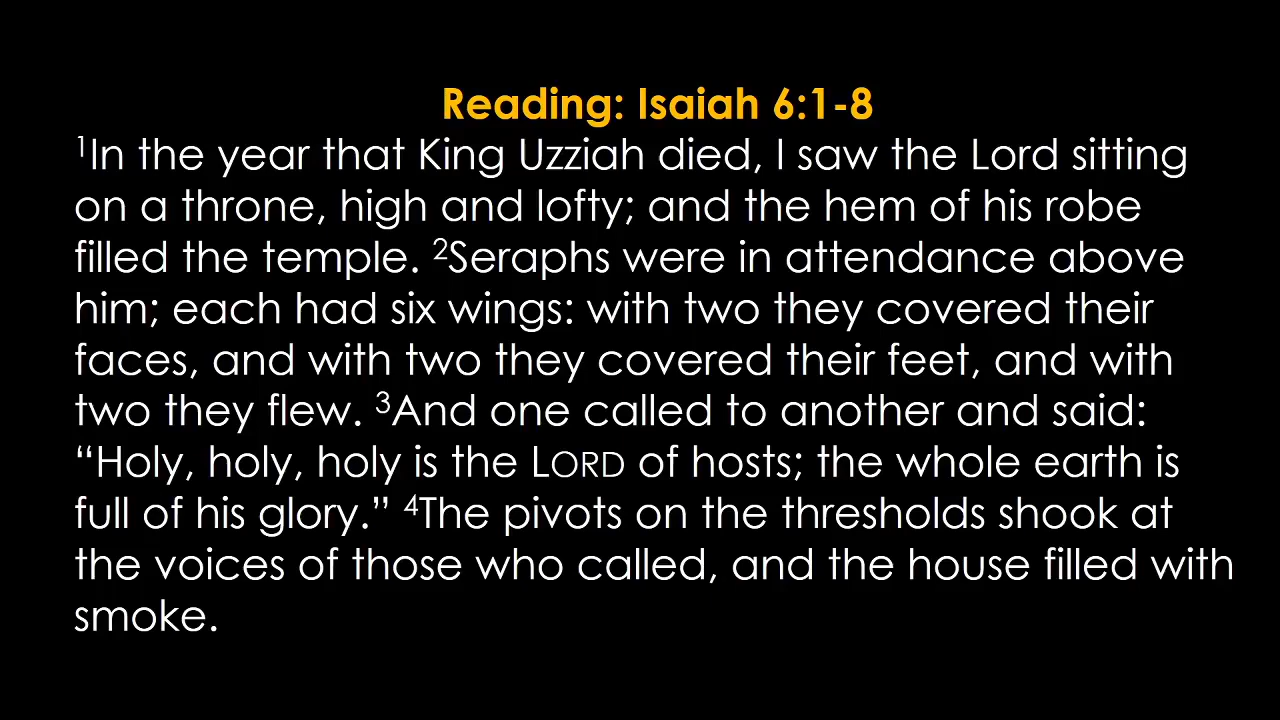 Reading: Isaiah 6:1-8
¹In the year that King Uzziah died, I saw the Lord sitting
on a throne, high and lofty; and the hem of his robe
filled the temple. ²Seraphs were in attendance above
him; each had six wings: with two they covered their
faces, and with two they covered their feet, and with
two they flew. ³And one called to another and said:
“Holy, holy, holy is the LORD of hosts; the whole earth is
full of his glory.” ⁴The pivots on the thresholds shook at
the voices of those who called, and the house filled with
smoke.